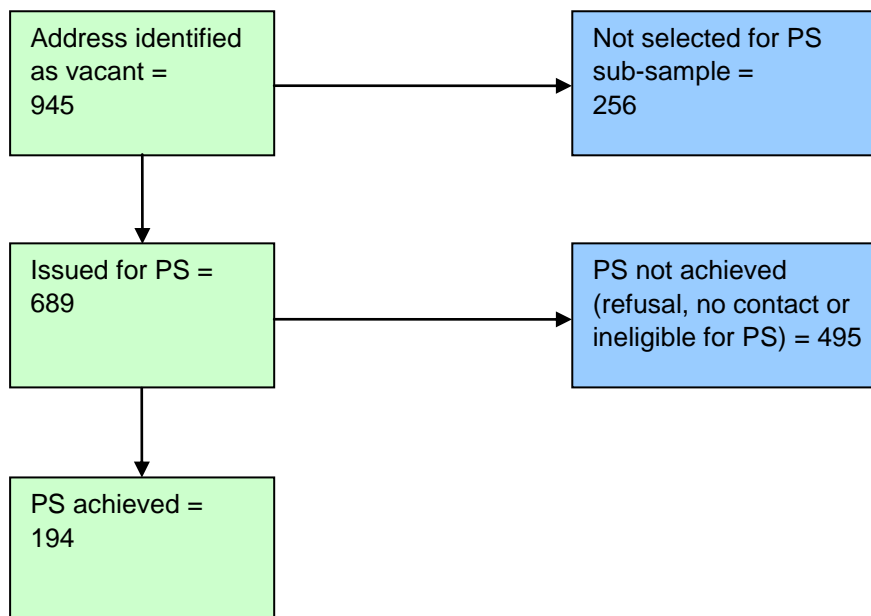 Address identified
as vacant =
945
Not selected for PS
sub-sample =
256
Issued for PS =
689
PS not achieved
(refusal, no contact or
ineligible for PS) = 495
PS achieved =
194